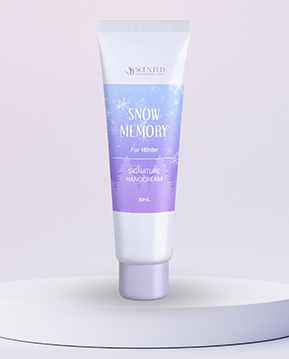 SCENTED
SNOW
MEMORY
For Winter
SIGNATURE
HANDCREAM
30mL